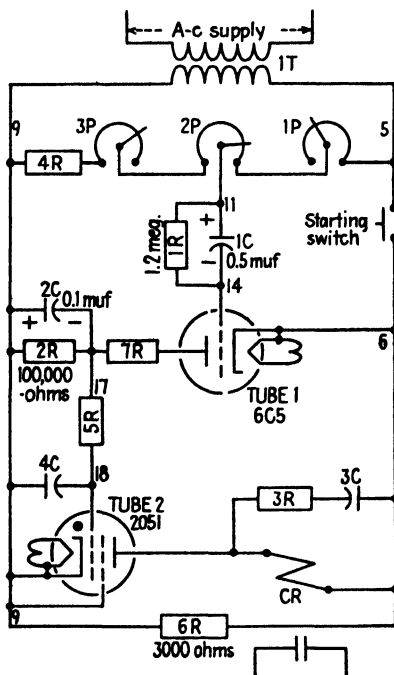 A-c supply
1T
9
3P
2P
1P
5
4R
11
1.2 meg.
1R
+
1C
-
0.5 muf
Starting
switch
14
2C
0.1 muf
+
-
2R
7R
6
100,000
-ohms
17
TUBE 1
6C5
5R
4C
18
TUBE 2
2051
3R
3C
CR
9
6R
3000 ohms